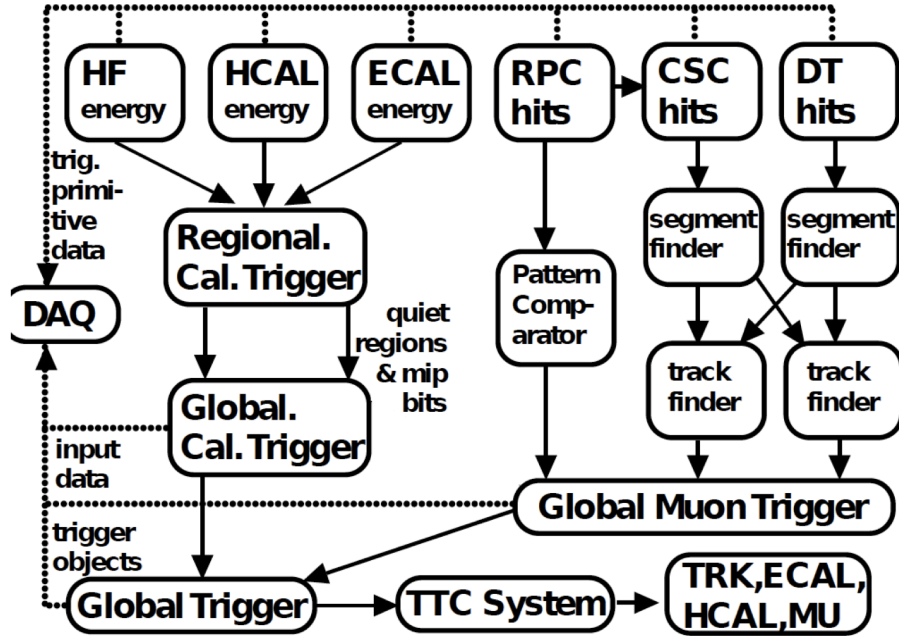 HF
energy
HCAL
energy
ECAL
energy
RPC
hits
CSC
hits
DT
hits
trig.
primi-
tive
data
Regional.
Cal. Trigger
segment
finder
segment
finder
Pattern
Comp-
arator
DAQ
quiet
regions
& mip
bits
track
finder
track
finder
Global.
Cal. Trigger
input
data
Global Muon Trigger
trigger
objects
Global Trigger
TTC System
TRK,ECAL,
HCAL,MU